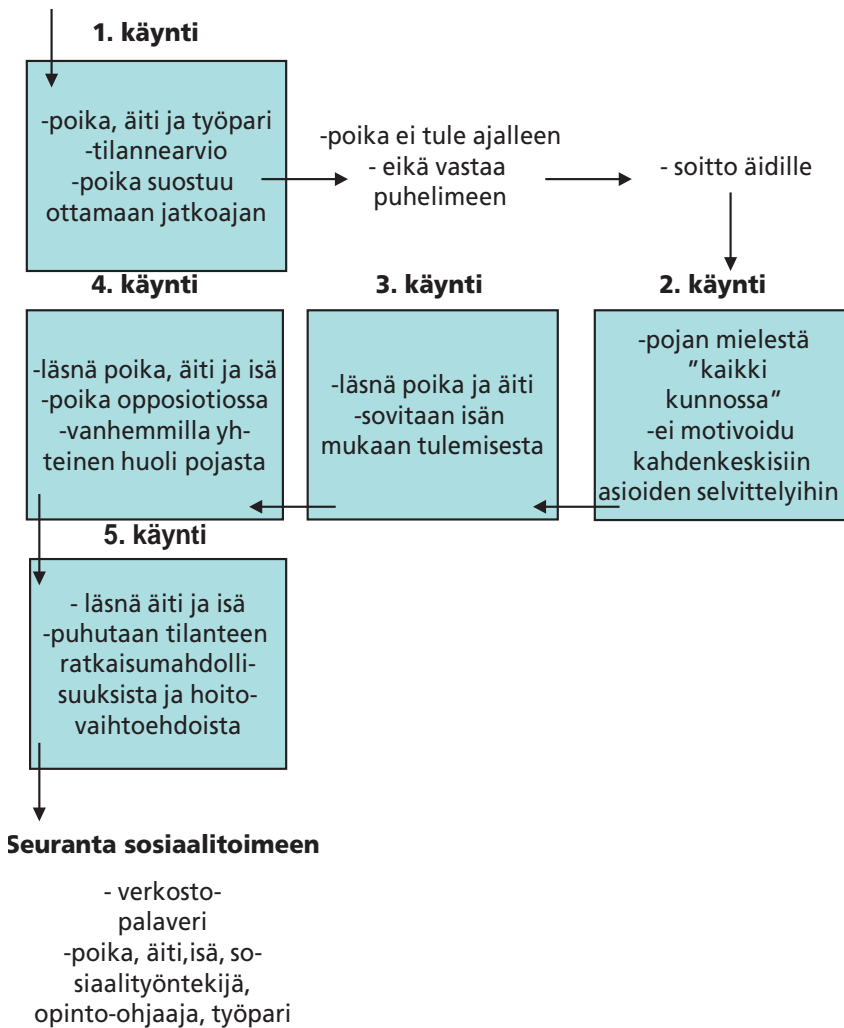 1. käynti
-poika, äiti ja työpari
-tilannearvio
-poika suostuu
ottamaan jatkoajan
-poika ei tule ajalleen
- eikä vastaa
puhelimeen
- soitto äidille
2. käynti
-pojan mielestä
"kaikki
kunnossa"
-ei motivoidu
kahdenkeskisiin
asioiden selvittelyihin
3. käynti
-läsnä poika ja äiti
-sovitaan isän
mukaan tulemisesta
4. käynti
-läsnä poika, äiti ja isä
-poika opposiotiossa
-vanhemmilla yh-
teinen huoli pojasta
5. käynti
- läsnä äiti ja isä
-puhutaan tilanteen
ratkaisumahdolli-
suuksista ja hoito-
vaihtoehdoista
Seuranta sosiaalitoimeen
- verkosto-
palaveri
-poika, äiti,isä, so-
siaalityöntekijä,
opinto-ohjaaja, työpari